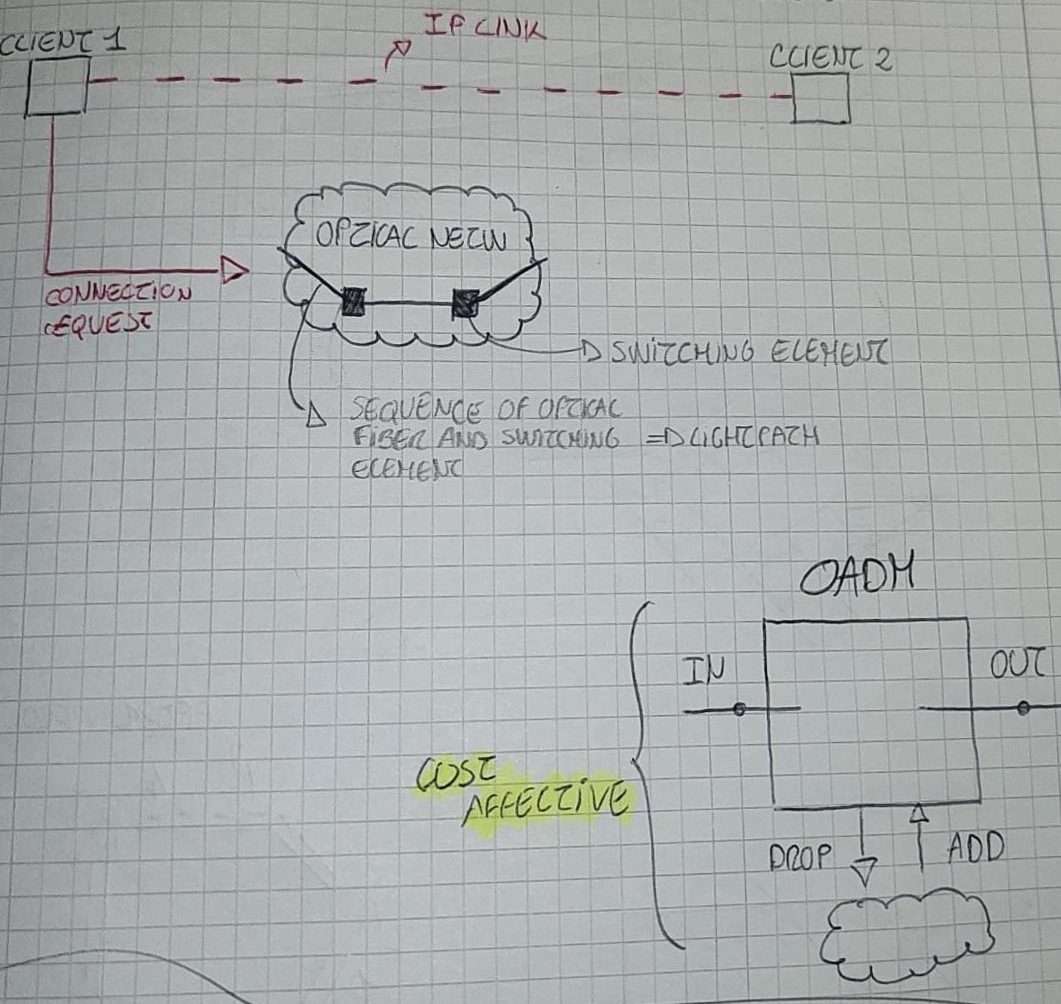 IP LINK
CLIENT 1
CLIENT 2
OPTICAL NETW
CONNECTION
REQUEST
SWITCHING ELEMENT
SEQUENCE OF OPTICAL
FIBER AND SWITCHING => LIGHTPATH
ELEMENT
OADM
IN
OUT
COST
AFFECTIVE
DROP
ADD